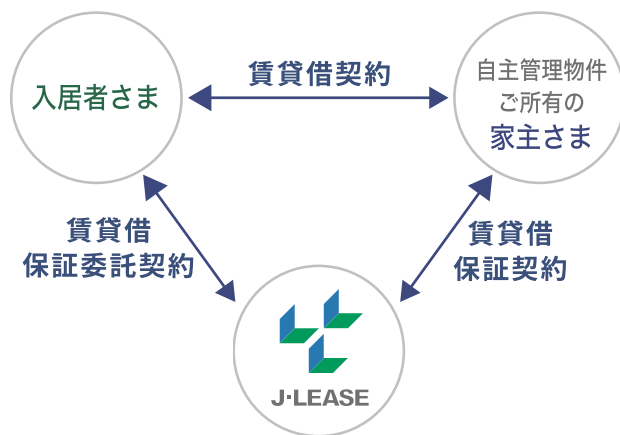 入居者さま
賃貸借契約
自主管理物件
ご所有の
家主さま
賃貸借
保証委託契約
賃貸借
保証契約
J·LEASE